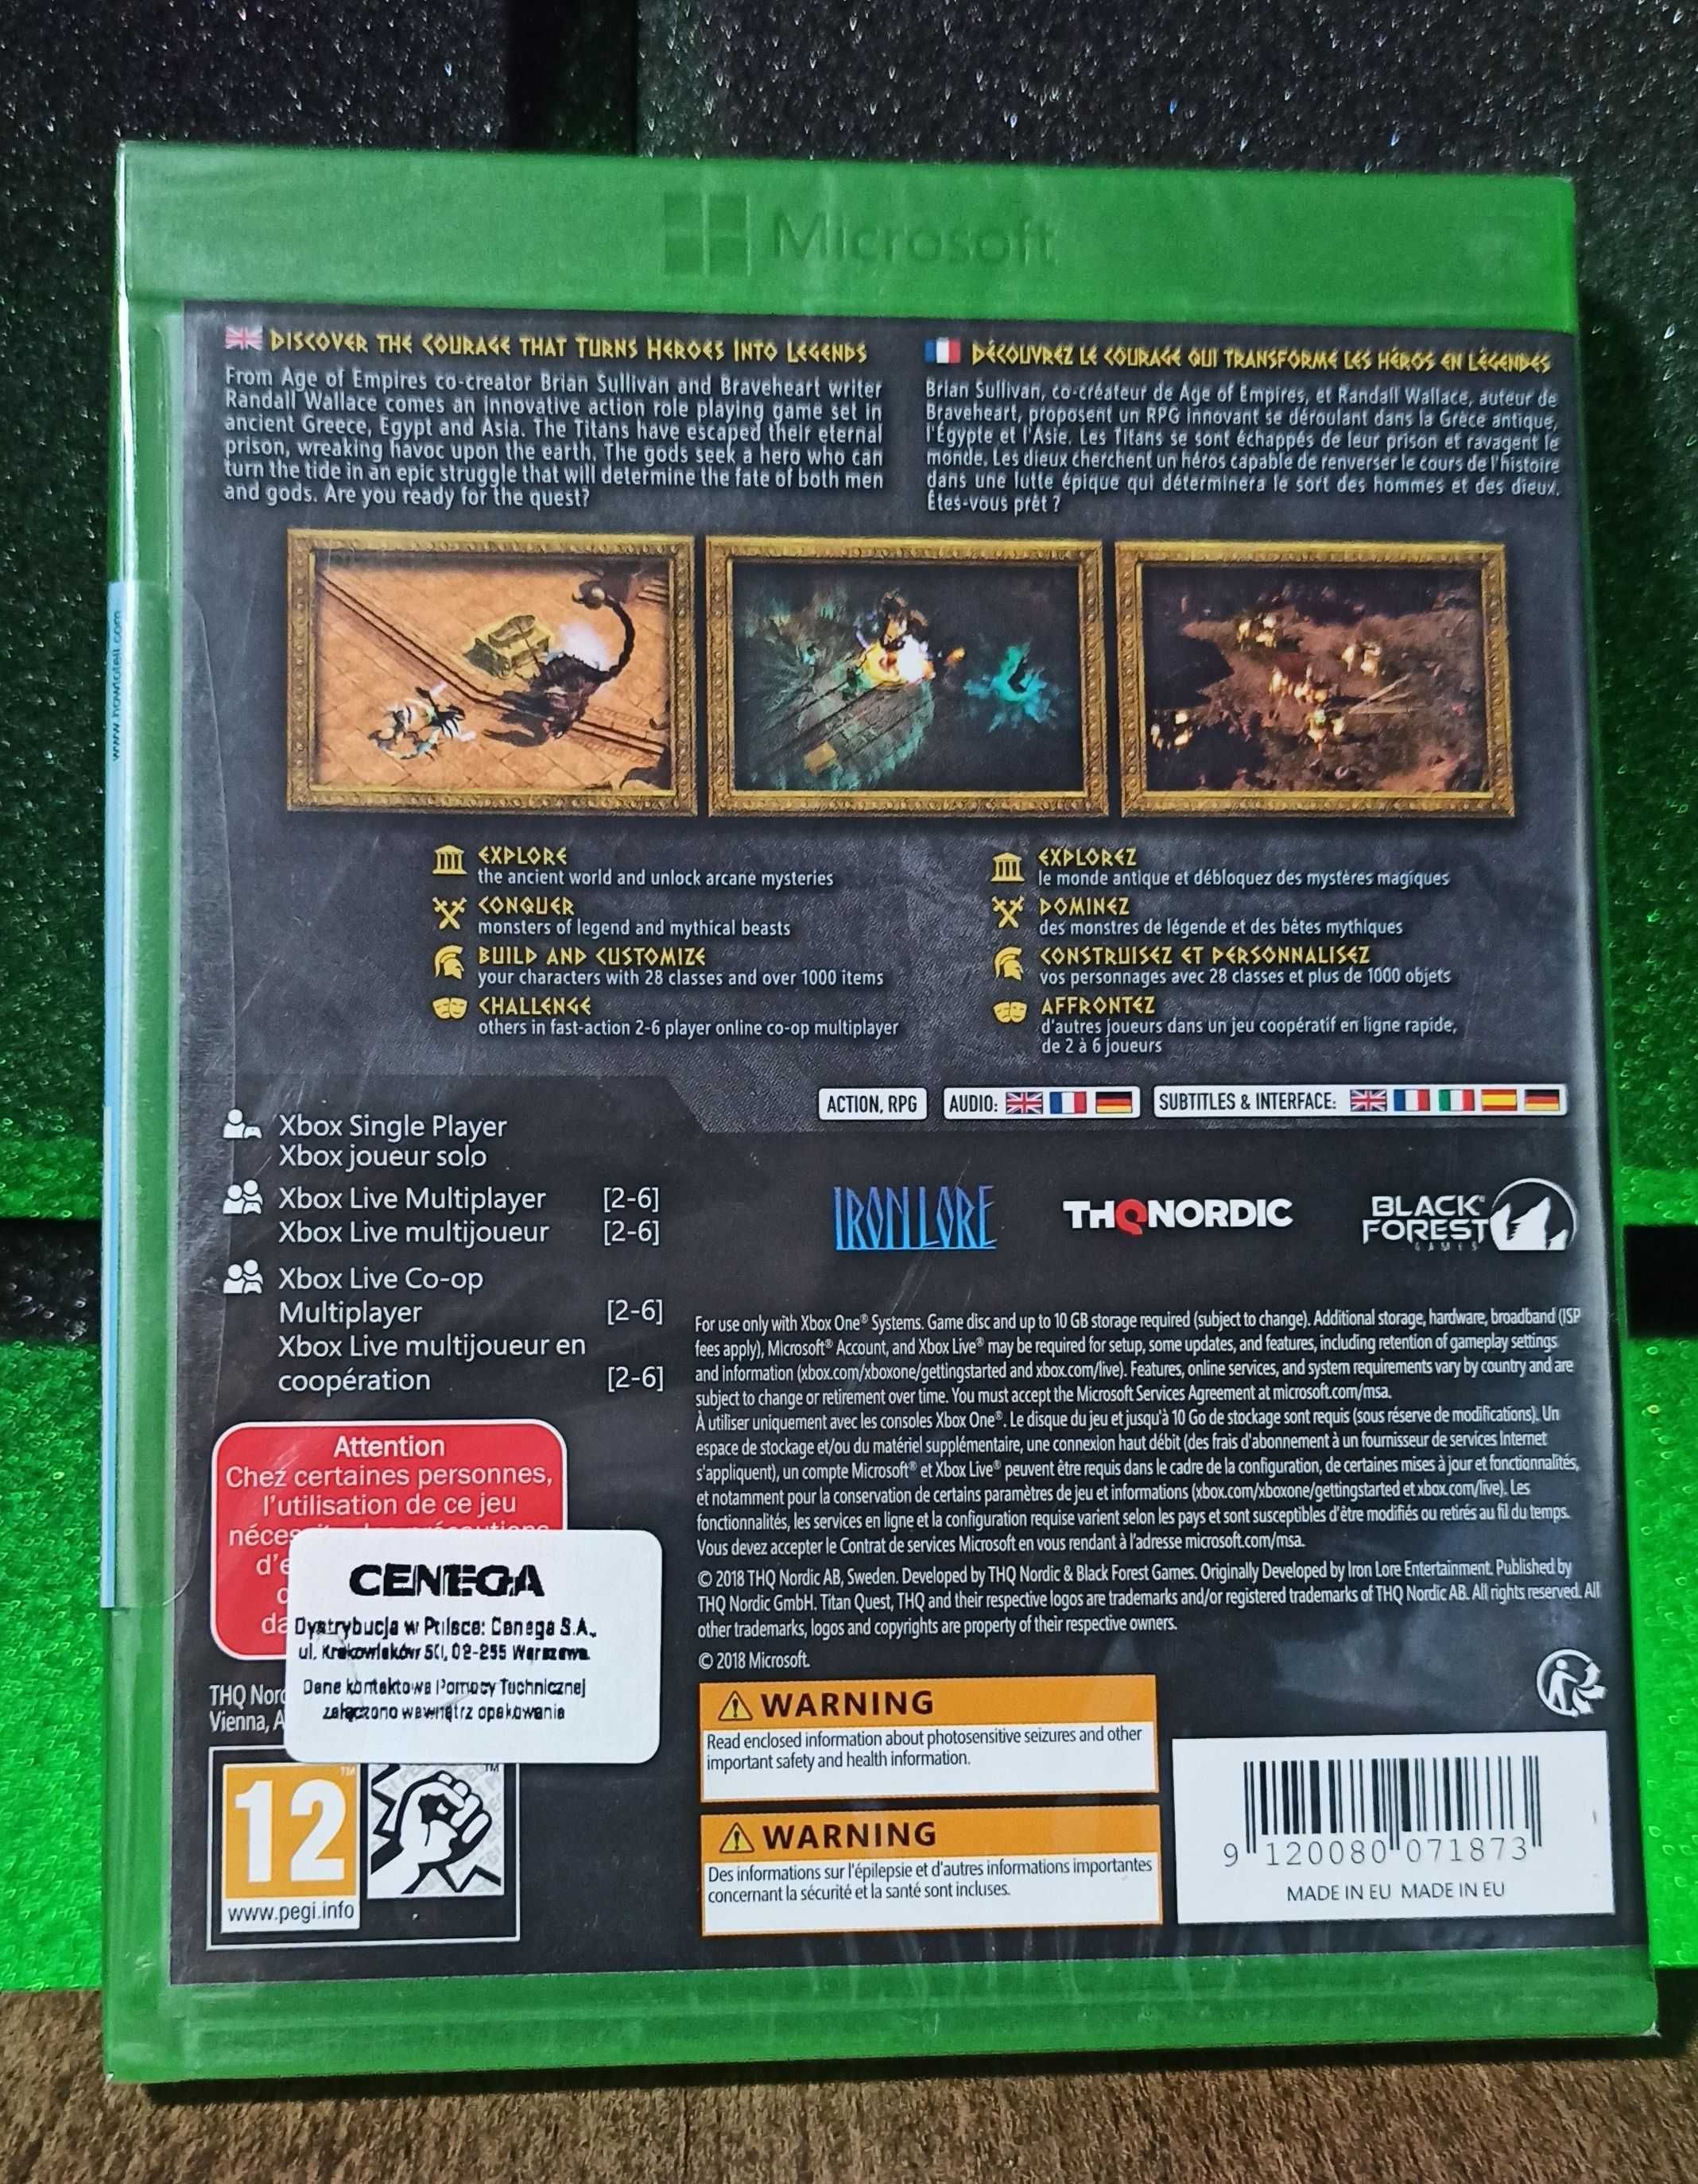 Microsoft
DISCOVER THE COURAGE THAT TURNS HEROES INTO LEGENDS
From Age of Empires co-creator Brian Sullivan and Braveheart writer
Randall Wallace comes an innovative action role playing game set in
ancient Greece, Egypt and Asia. The Titans have escaped their eternal
prison, wreaking havoc upon the earth. The gods seek a hero who can
turn the tide in an epic struggle that will determine the fate of both men
and gods. Are you ready for the quest?
DÉCOUVREZ LE COURAGE QUI TRANSFORME LES HÉROS EN LÉGENDES
Brian Sullivan, co-créateur de Age of Empires, et Randall Wallace, auteur de
Braveheart, proposent un RPG innovant se déroulant dans la Grèce antique,
l'Égypte et l'Asie. Les Titans se sont échappés de leur prison et ravagent le
monde. Les dieux cherchent un héros capable de renverser le cours de l'histoire
dans une lutte épique qui déterminera le sort des hommes et des dieux.
Êtes-vous prêt ?
www.howtotell.com
EXPLORE
the ancient world and unlock arcane mysteries
CONQUER
monsters of legend and mythical beasts
BUILD AND CUSTOMIZE
your characters with 28 classes and over 1000 items
CHALLENGE
others in fast-action 2-6 player online co-op multiplayer
EXPLOREZ
le monde antique et débloquez des mystères magiques
DOMINEZ
des monstres de légende et des bêtes mythiques
CONSTRUISEZ ET PERSONNALISEZ
vos personnages avec 28 classes et plus de 1000 objets
AFFRONTEZ
d'autres joueurs dans un jeu coopératif en ligne rapide,
de 2 à 6 joueurs
ACTION, RPG
AUDIO:
SUBTITLES & INTERFACE:
Xbox Single Player
Xbox joueur solo
Xbox Live Multiplayer [2-6]
Xbox Live multijoueur [2-6]
Xbox Live Co-op
Multiplayer [2-6]
Xbox Live multijoueur en
coopération [2-6]
IRON LORE
THQ NORDIC
BLACK
FOREST
GAMES
For use only with Xbox One® Systems. Game disc and up to 10 GB storage required (subject to change). Additional storage, hardware, broadband (ISP
fees apply), Microsoft® Account, and Xbox Live® may be required for setup, some updates, and features, including retention of gameplay settings
and information (xbox.com/xboxone/gettingstarted and xbox.com/live). Features, online services, and system requirements vary by country and are
subject to change or retirement over time. You must accept the Microsoft Services Agreement at microsoft.com/msa.
À utiliser uniquement avec les consoles Xbox One®. Le disque du jeu et jusqu'à 10 Go de stockage sont requis (sous réserve de modifications). Un
espace de stockage et/ou du matériel supplémentaire, une connexion haut débit (des frais d'abonnement à un fournisseur de services Internet
s'appliquent), un compte Microsoft® et Xbox Live® peuvent être requis dans le cadre de la configuration, de certaines mises à jour et fonctionnalités,
et notamment pour la conservation de certains paramètres de jeu et informations (xbox.com/xboxone/gettingstarted et xbox.com/live). Les
fonctionnalités, les services en ligne et la configuration requise varient selon les pays et sont susceptibles d'être modifiés ou retirés au fil du temps.
Vous devez accepter le Contrat de services Microsoft en vous rendant à l'adresse microsoft.com/msa.
© 2018 THQ Nordic AB, Sweden. Developed by THQ Nordic & Black Forest Games. Originally Developed by Iron Lore Entertainment. Published by
THQ Nordic GmbH. Titan Quest, THQ and their respective logos are trademarks and/or registered trademarks of THQ Nordic AB. All rights reserved. All
other trademarks, logos and copyrights are property of their respective owners.
© 2018 Microsoft.
Attention
Chez certaines personnes,
l'utilisation de ce jeu
CENEGA
Dystrybucja w Polsce: Cenega S.A.,
ul. Krakowiaków 50, 02-255 Warszawa
Dane kontaktowe Pomocy Technicznej
załączono wewnątrz opakowania
THQ Nor
Vienna, A
12
www.pegi.info
WARNING
Read enclosed information about photosensitive seizures and other
important safety and health information.
WARNING
Des informations sur l'épilepsie et d'autres informations importantes
concernant la sécurité et la santé sont incluses.
9 120080 071873
MADE IN EU MADE IN EU